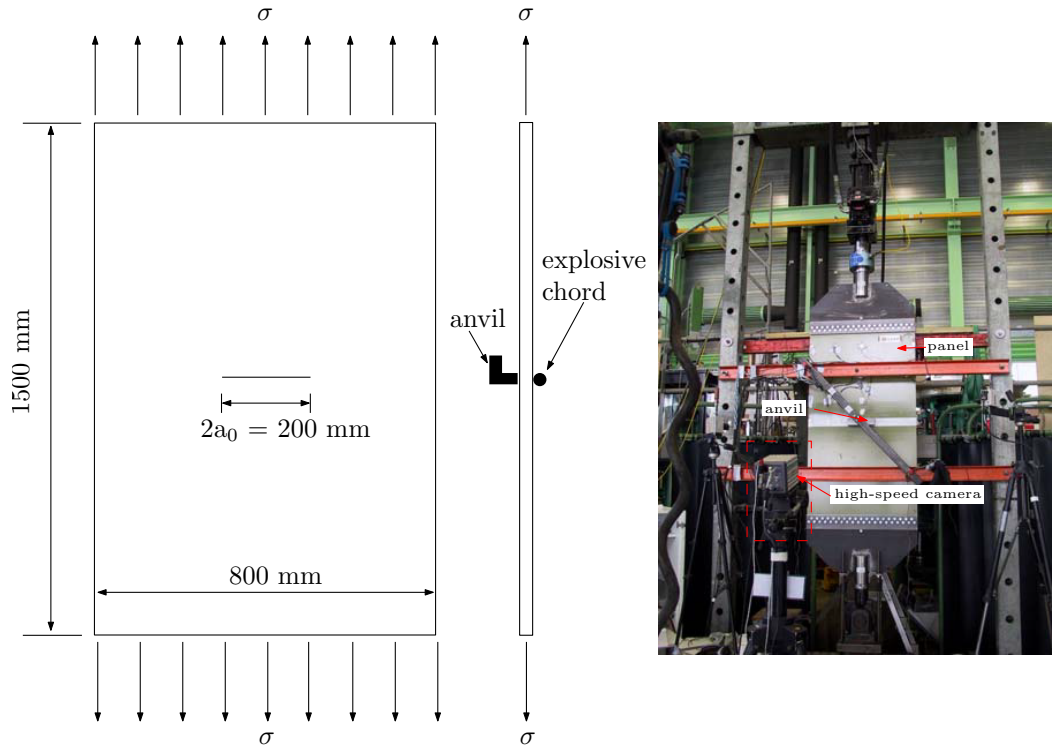 σ
σ
explosive
chord
anvil
1500 mm
2a₀ = 200 mm
800 mm
σ
σ
panel
anvil
high-speed camera